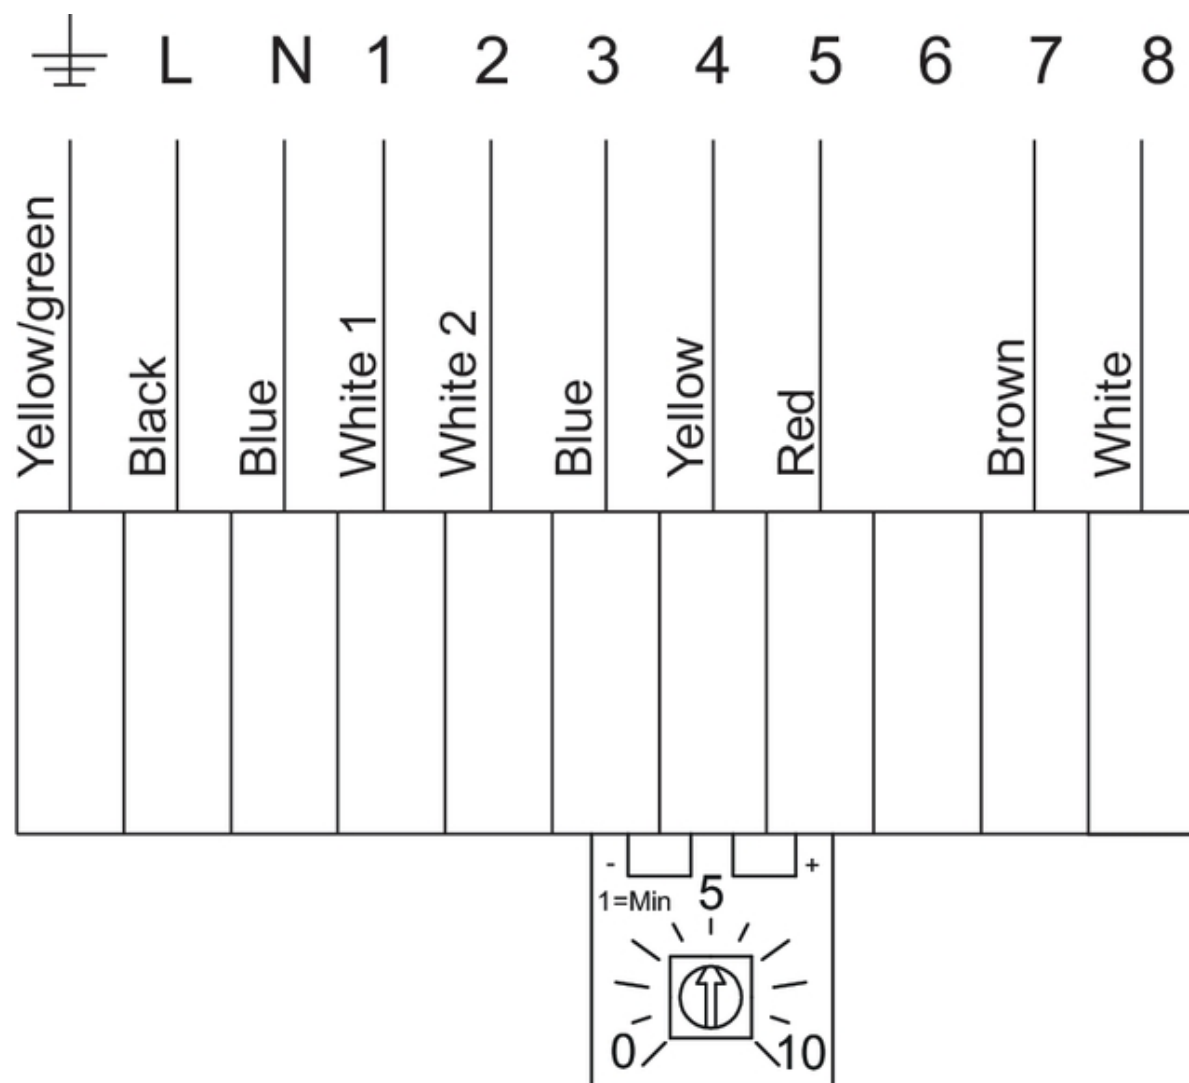 L N 1 2 3 4 5 6 7 8
Yellow/green
Black
Blue
White 1
White 2
Blue
Yellow
Red
Brown
White
- +
1=Min 5
0 10